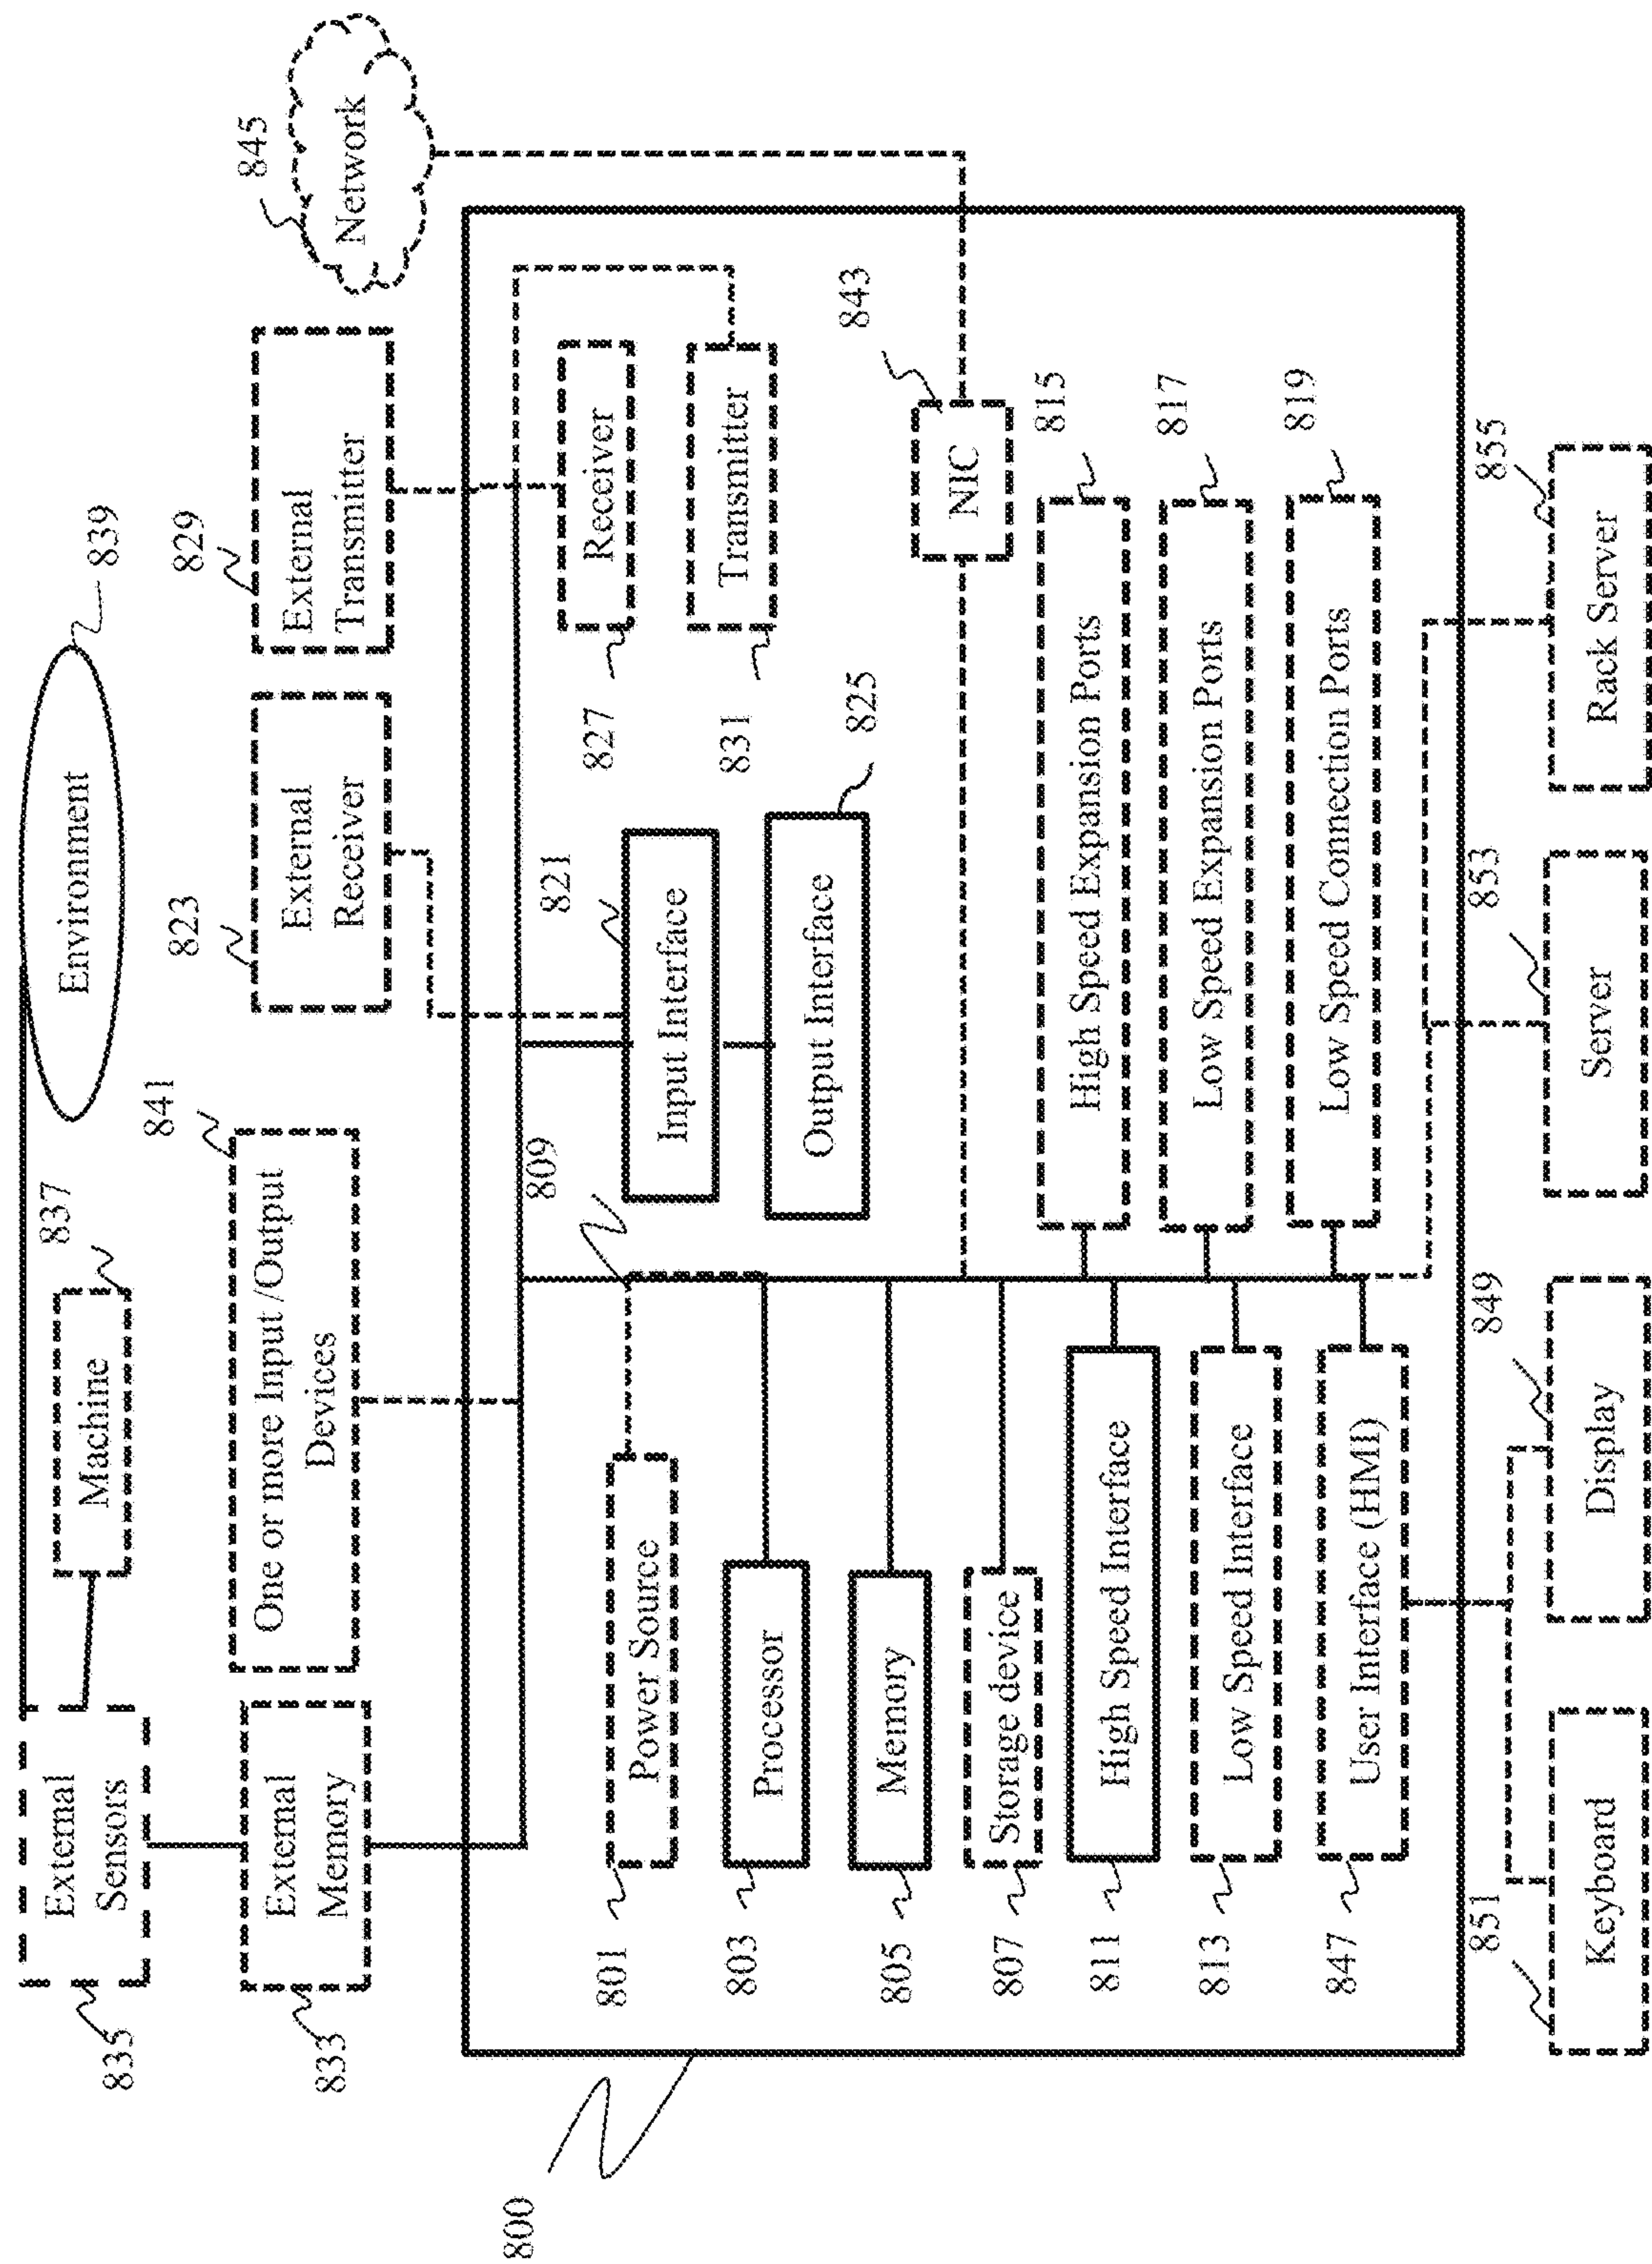 835
External
Sensors
Machine
837
Environment
839
833
External
Memory
One or more Input /Output
Devices
841
823
External
Receiver
829
External
Transmitter
845
Network
800
801
Power Source
809
821
Input Interface
827
Receiver
803
Processor
Output Interface
825
831
Transmitter
805
Memory
807
Storage device
NIC
843
811
High Speed Interface
High Speed Expansion Ports
815
813
Low Speed Interface
Low Speed Expansion Ports
817
847
User Interface (HMI)
Low Speed Connection Ports
819
851
Keyboard
849
Display
853
Server
855
Rack Server